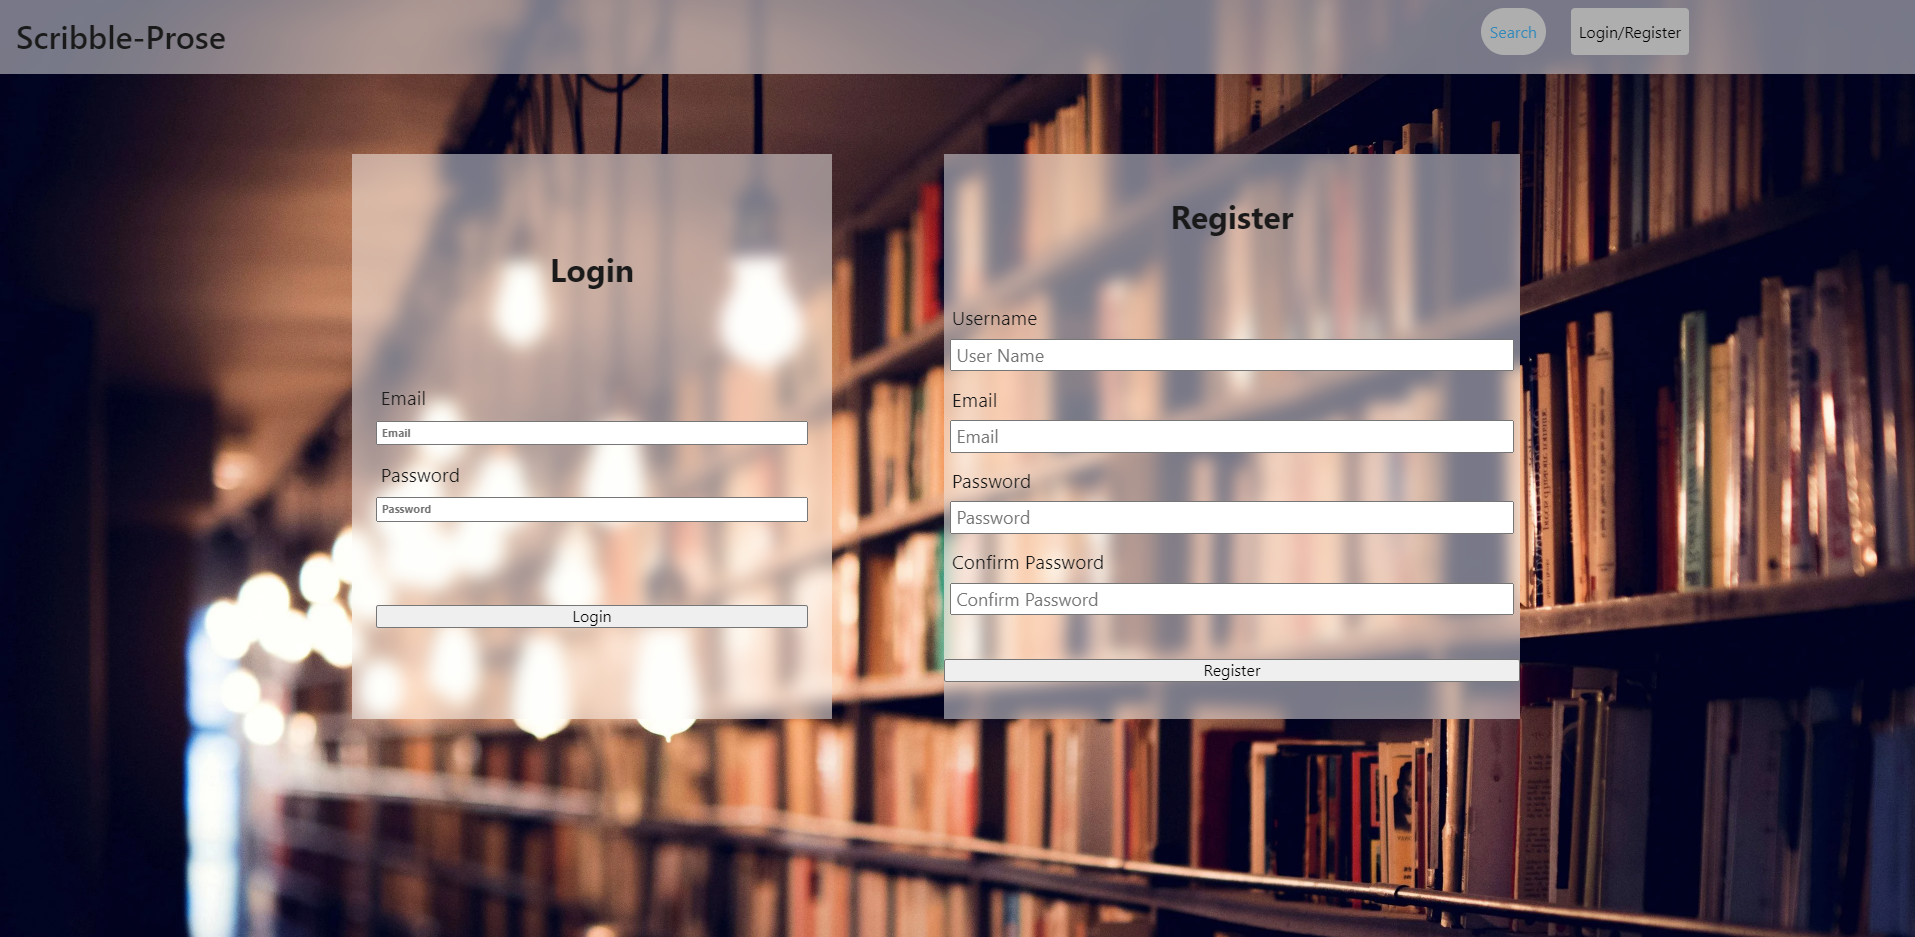 Scribble-Prose
Search
Login/Register
Login
Email
Email
Password
Password
Login
Register
Username
User Name
Email
Email
Password
Password
Confirm Password
Confirm Password
Register